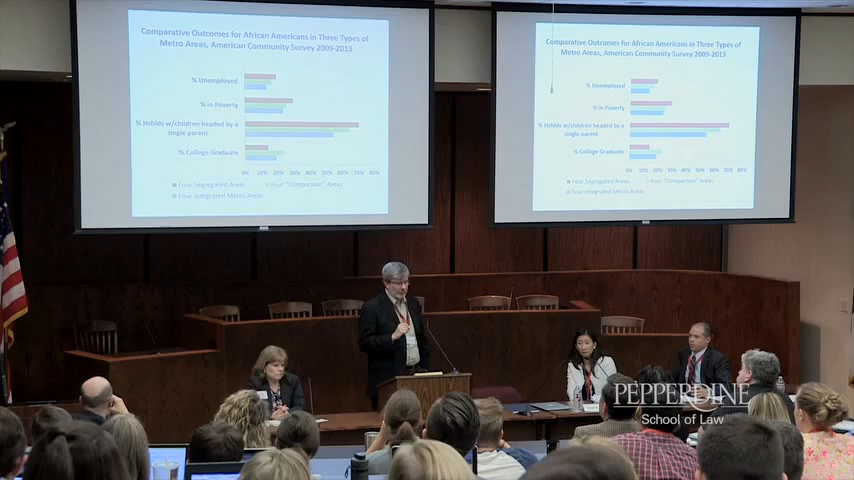 Comparative Outcomes for African Americans in Three Types of
Metro Areas, American Community Survey 2009-2013
% Unemployed
% in Poverty
% Hshlds w/children headed by a
single parent
% College Graduate
0% 10% 20% 30% 40% 50% 60% 70% 80%
Four Segregated Areas
Four "Comparison" Areas
Four Integrated Metro Areas
Comparative Outcomes for African Americans in Three Types of
Metro Areas, American Community Survey 2009-2013
% Unemployed
% in Poverty
% Hshlds w/children headed by a
single parent
% College Graduate
0% 10% 20% 30% 40% 50% 60% 70% 80%
Four Segregated Areas
Four "Comparison" Areas
Four Integrated Metro Areas
PEPPERDINE
School of Law